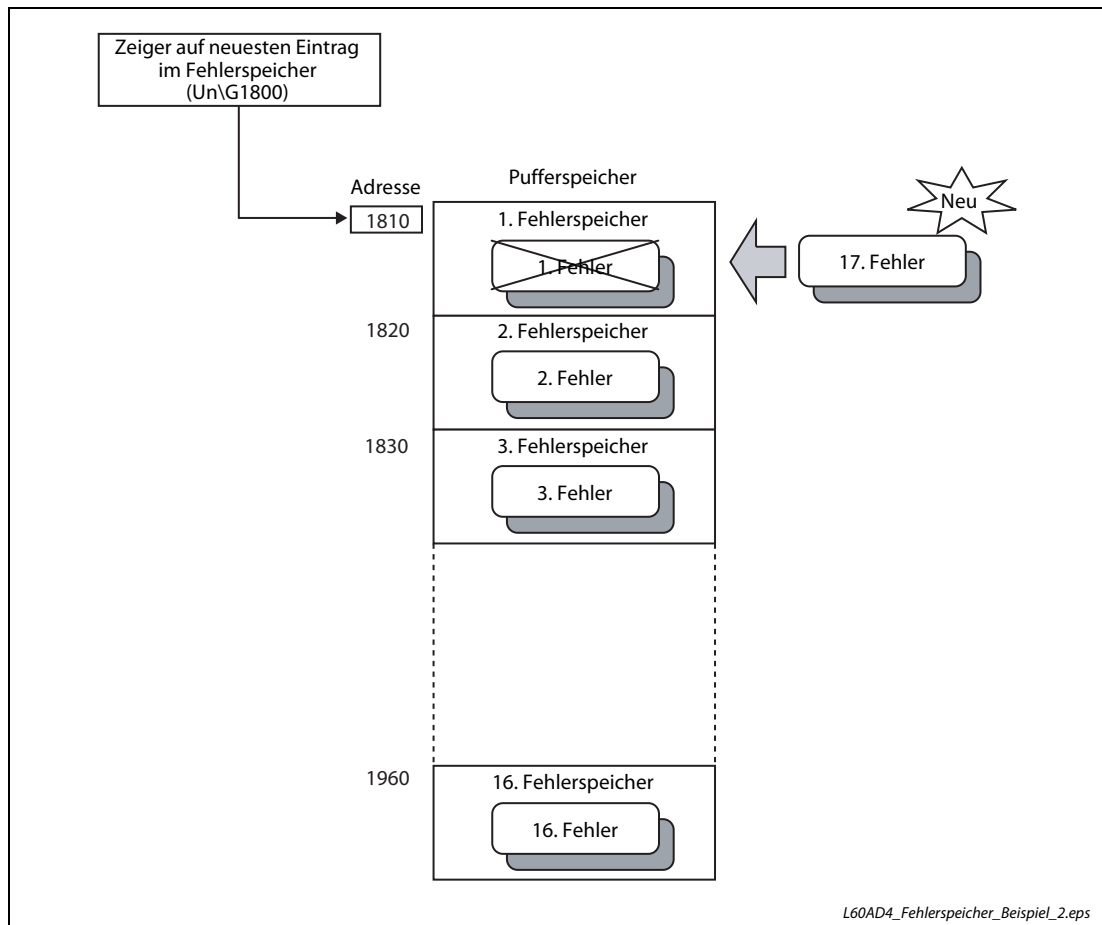 Zeiger auf neuesten Eintrag
im Fehlerspeicher
(Un\G1800)
Adresse
Pufferspeicher
1810
1. Fehlerspeicher
1. Fehler
Neu
17. Fehler
1820
2. Fehlerspeicher
2. Fehler
1830
3. Fehlerspeicher
3. Fehler
1960
16. Fehlerspeicher
16. Fehler
L60AD4_Fehlerspeicher_Beispiel_2.eps